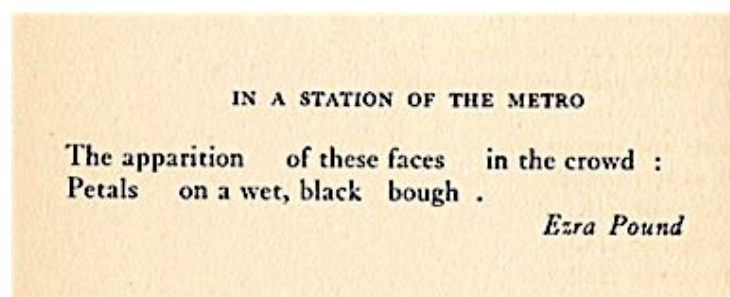 IN A STATION OF THE METRO
The apparition of these faces in the crowd :
Petals on a wet, black bough .
Ezra Pound